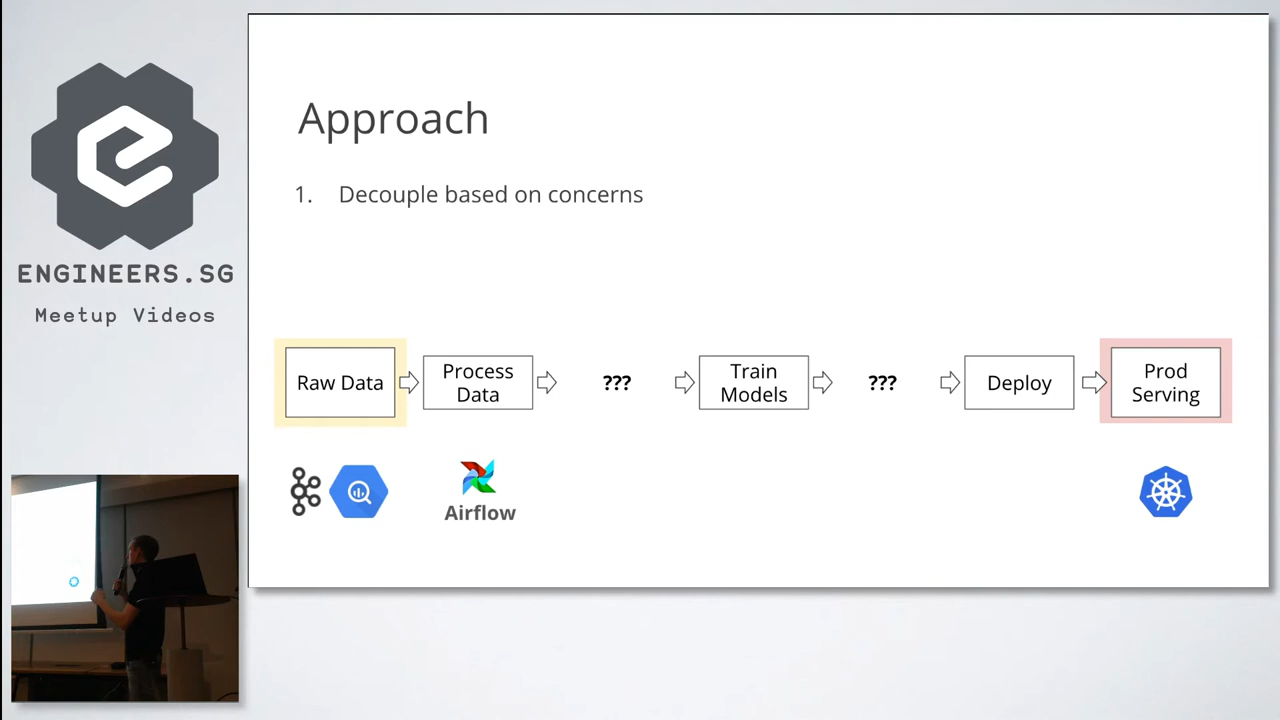 ENGINEERS.SG
Meetup Videos
Approach
1. Decouple based on concerns
Raw Data
Process
Data
???
Train
Models
???
Deploy
Prod
Serving
Airflow